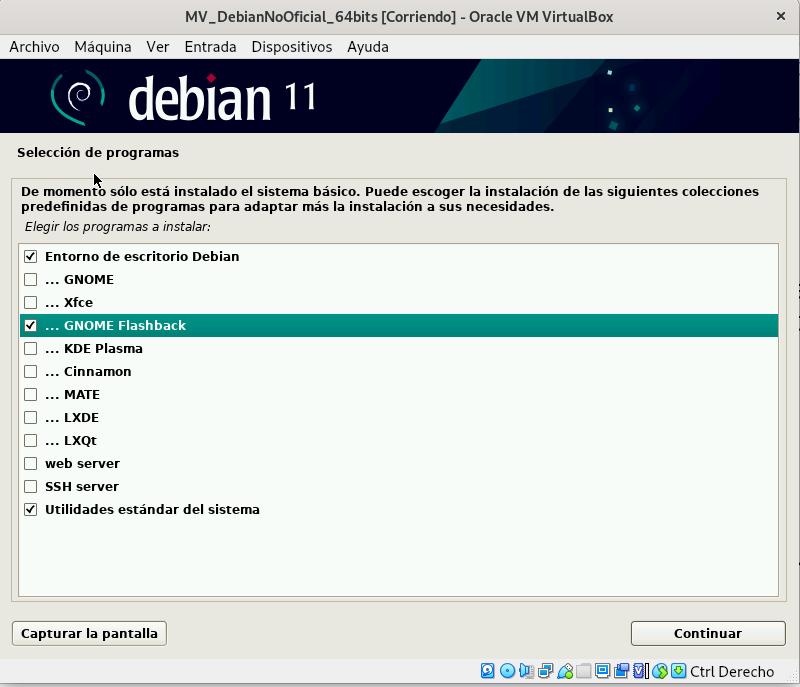 MV_DebianNoOficial_64bits [Corriendo] - Oracle VM VirtualBox
Archivo Máquina Ver Entrada Dispositivos Ayuda
debian 11
Selección de programas
De momento sólo está instalado el sistema básico. Puede escoger la instalación de las siguientes colecciones
predefinidas de programas para adaptar más la instalación a sus necesidades.
Elegir los programas a instalar:
Entorno de escritorio Debian
... GNOME
... Xfce
... GNOME Flashback
... KDE Plasma
... Cinnamon
... MATE
... LXDE
... LXQt
web server
SSH server
Utilidades estándar del sistema
Capturar la pantalla
Continuar
Ctrl Derecho